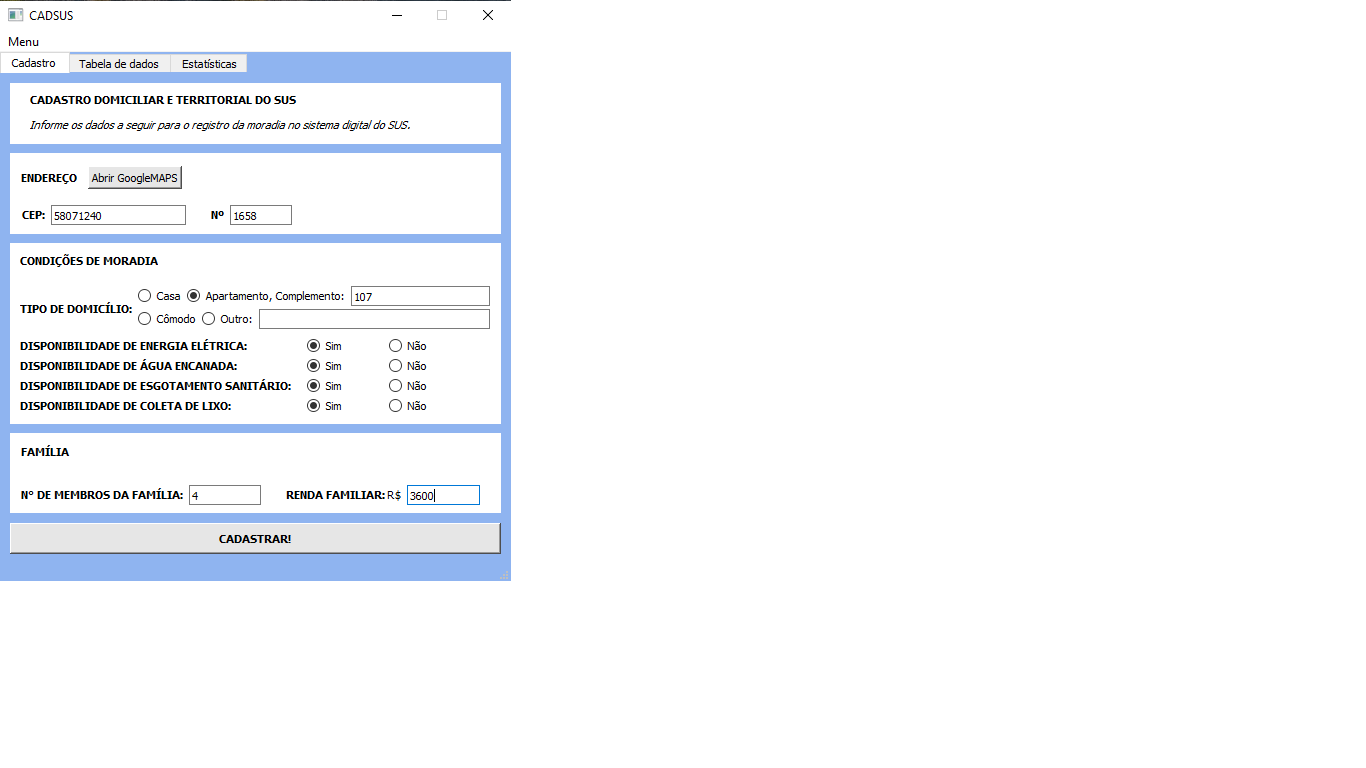 CADSUS
Menu
Cadastro Tabela de dados Estatísticas
CADASTRO DOMICILIAR E TERRITORIAL DO SUS
Informe os dados a seguir para o registro da moradia no sistema digital do SUS.
ENDEREÇO Abrir GoogleMAPS
CEP: 58071240 Nº 1658
CONDIÇÕES DE MORADIA
TIPO DE DOMICÍLIO:
Casa Apartamento, Complemento: 107
Cômodo Outro:
DISPONIBILIDADE DE ENERGIA ELÉTRICA: Sim Não
DISPONIBILIDADE DE ÁGUA ENCANADA: Sim Não
DISPONIBILIDADE DE ESGOTAMENTO SANITÁRIO: Sim Não
DISPONIBILIDADE DE COLETA DE LIXO: Sim Não
FAMÍLIA
N° DE MEMBROS DA FAMÍLIA: 4 RENDA FAMILIAR: R$ 3600
CADASTRAR!